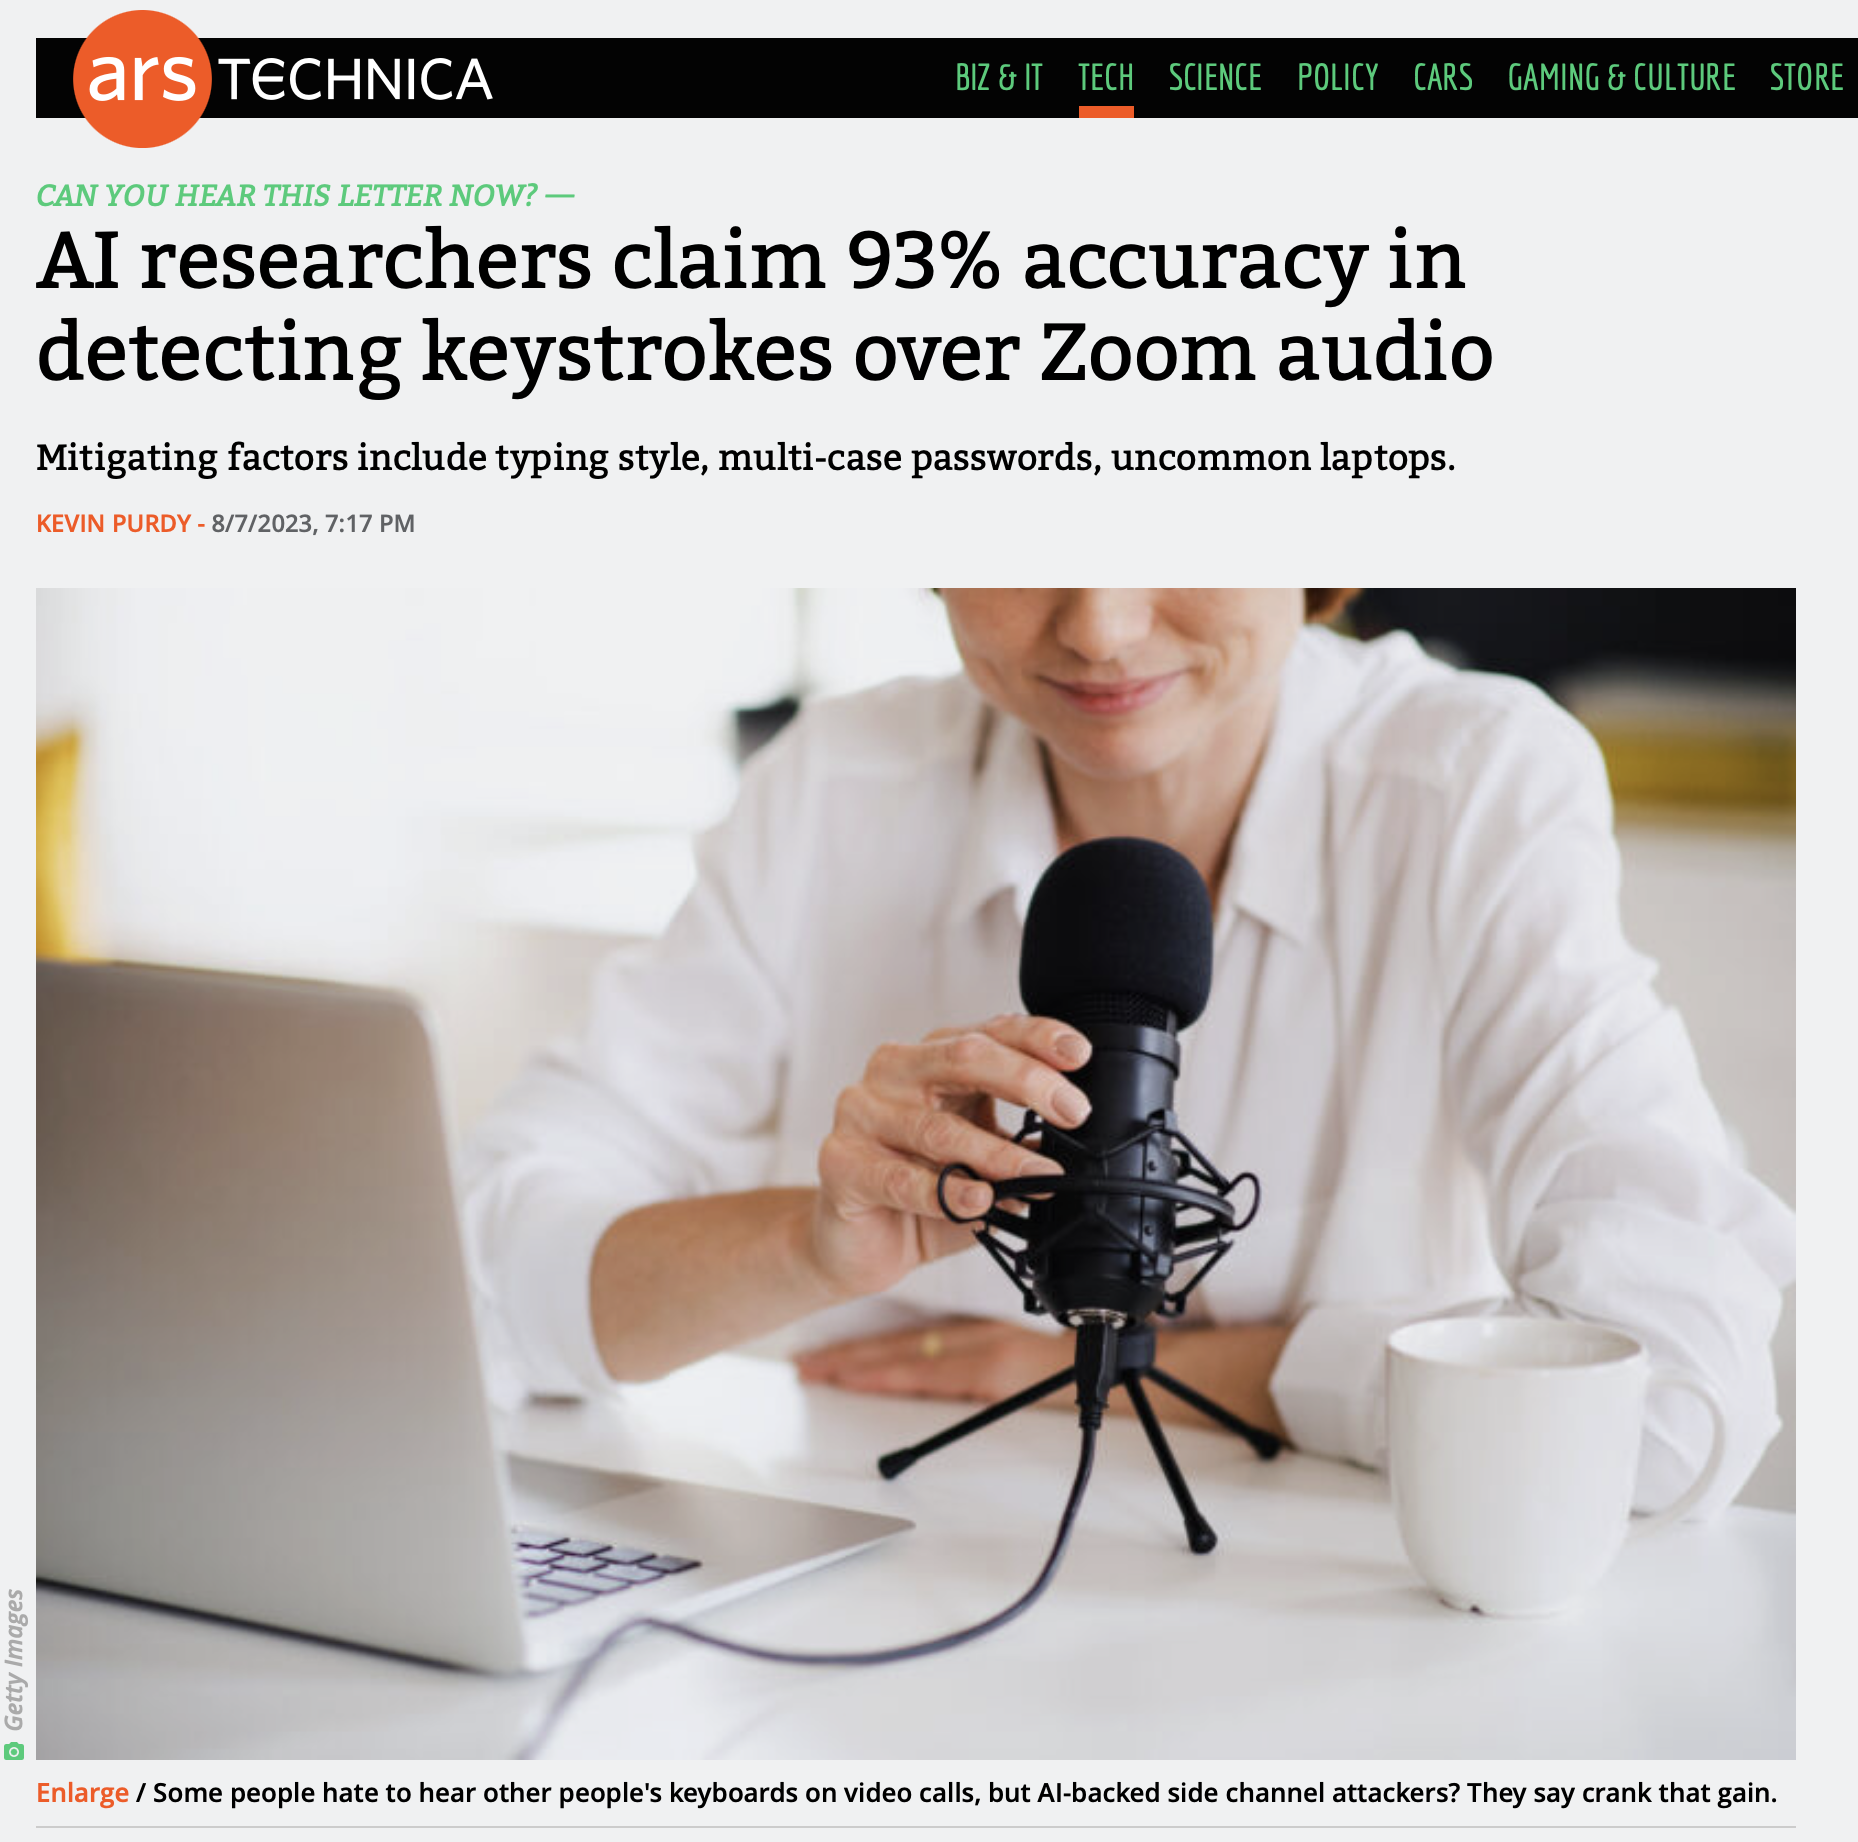 ars TECHNICA
BIZ & IT TECH SCIENCE POLICY CARS GAMING & CULTURE STORE
CAN YOU HEAR THIS LETTER NOW? —
AI researchers claim 93% accuracy in
detecting keystrokes over Zoom audio
Mitigating factors include typing style, multi-case passwords, uncommon laptops.
KEVIN PURDY - 8/7/2023, 7:17 PM
Getty Images
Enlarge / Some people hate to hear other people's keyboards on video calls, but AI-backed side channel attackers? They say crank that gain.